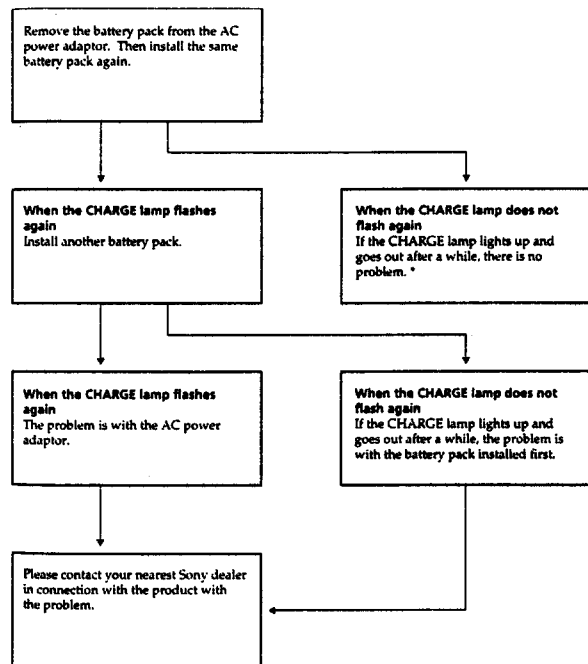 Remove the battery pack from the AC
power adaptor. Then install the same
battery pack again.
When the CHARGE lamp flashes
again
Install another battery pack.
When the CHARGE lamp does not
flash again
If the CHARGE lamp lights up and
goes out after a while, there is no
problem. *
When the CHARGE lamp flashes
again
The problem is with the AC power
adaptor.
When the CHARGE lamp does not
flash again
If the CHARGE lamp lights up and
goes out after a while, the problem is
with the battery pack installed first.
Please contact your nearest Sony dealer
in connection with the product with
the problem.